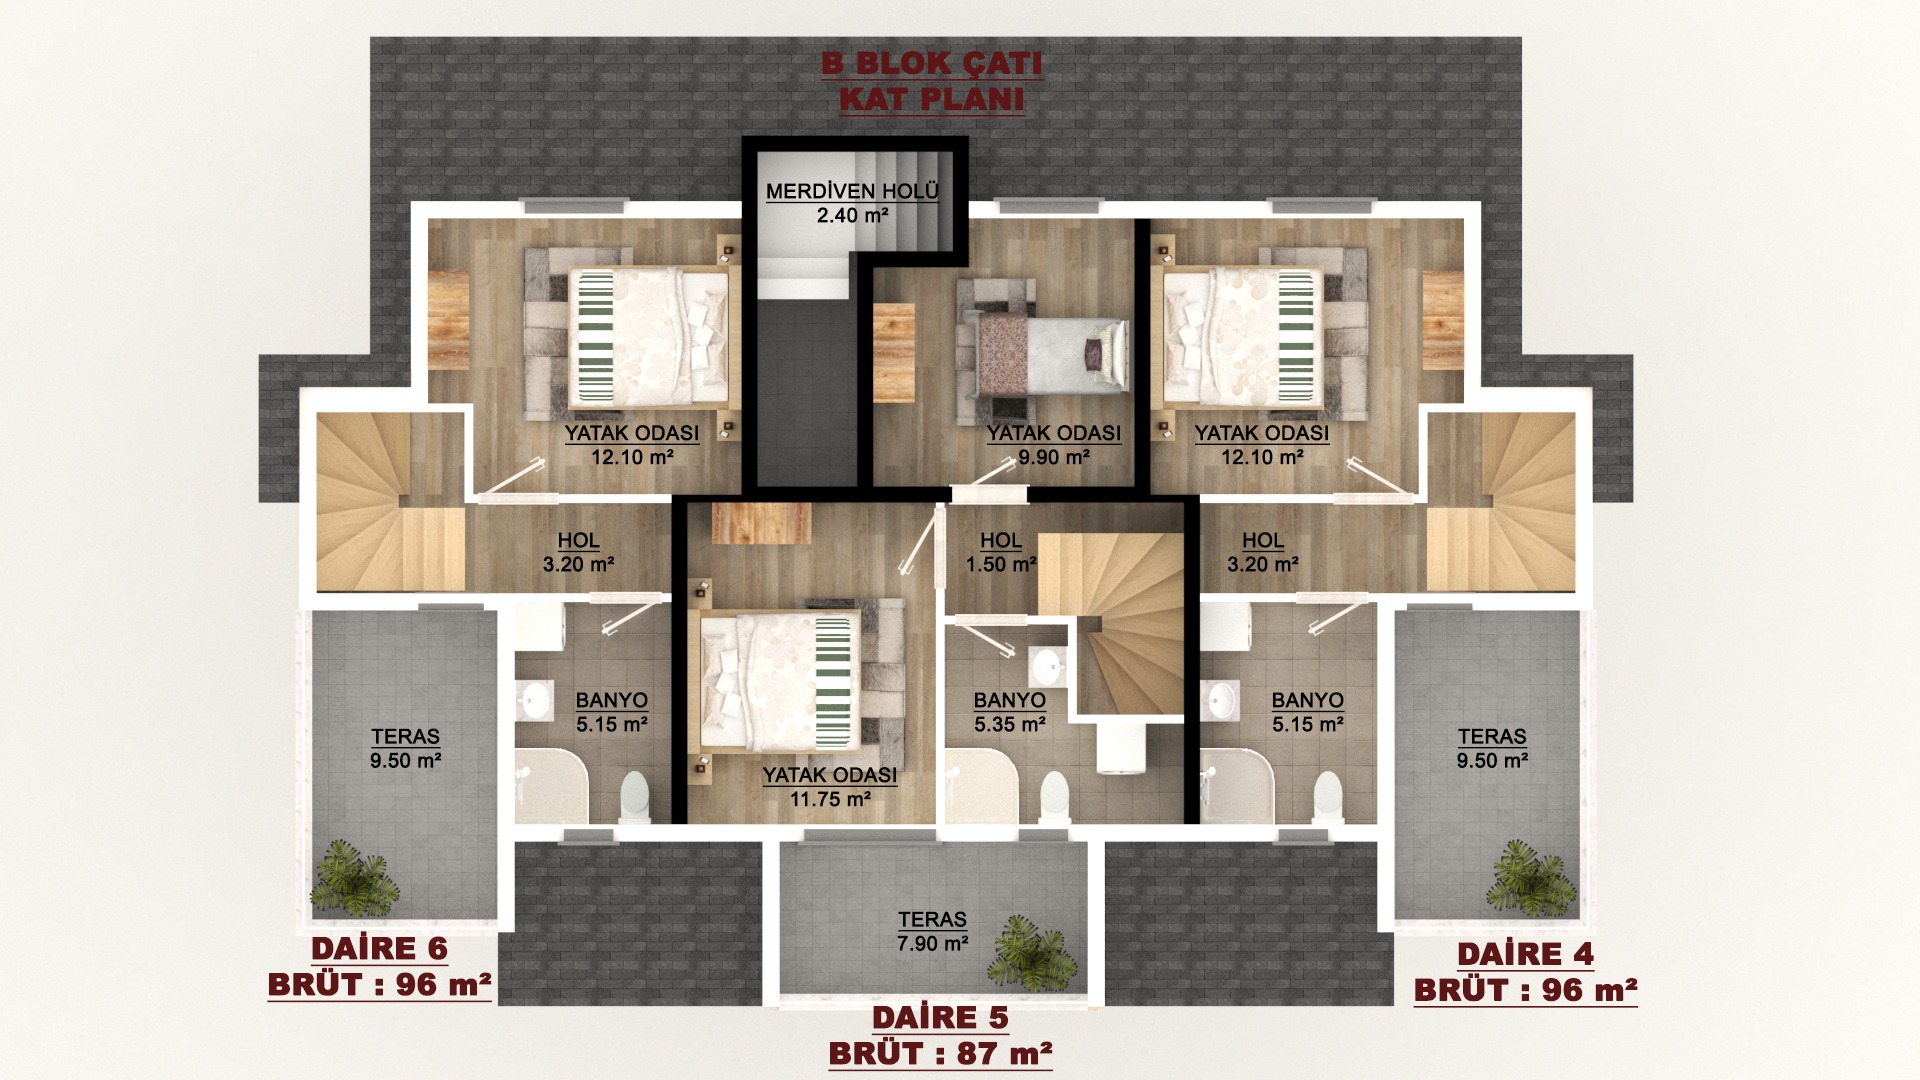 B BLOK ÇATI
KAT PLANI
MERDİVEN HOLÜ
2.40 m²
YATAK ODASI
12.10 m²
YATAK ODASI
9.90 m²
YATAK ODASI
12.10 m²
HOL
3.20 m²
HOL
1.50 m²
HOL
3.20 m²
BANYO
5.15 m²
BANYO
5.35 m²
BANYO
5.15 m²
TERAS
9.50 m²
YATAK ODASI
11.75 m²
TERAS
9.50 m²
TERAS
7.90 m²
DAİRE 6
BRÜT : 96 m²
DAİRE 5
BRÜT : 87 m²
DAİRE 4
BRÜT : 96 m²